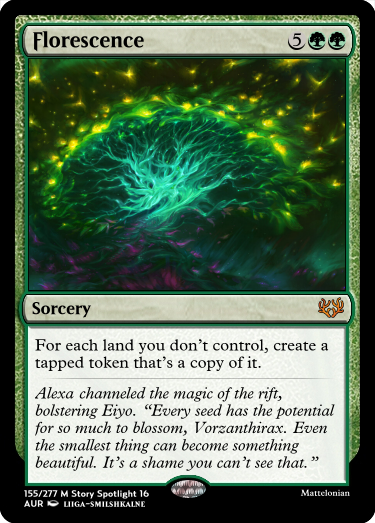 Florescence 5
Sorcery
For each land you don't control, create a
tapped token that's a copy of it.
Alexa channeled the magic of the rift,
bolstering Eiyo. “Every seed has the potential
for so much to blossom, Vorzanthirax. Even
the smallest thing can become something
beautiful. It's a shame you can't see that.”
155/277 M Story Spotlight 16
AUR LIIGA-SMILSHKALNE
Mattelonian